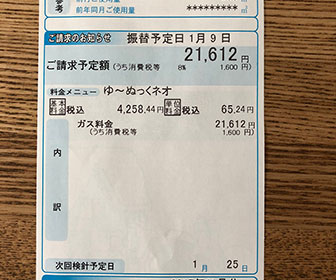 参考
前年同月ご使用量
*********m
ご請求のお知らせ 振替予定日 1月 9日
ご請求予定額 21,612円
(うち消費税等 8% 1,600円)
料金メニュー ゆ~ぬっくネオ
基本料金 税込 4,258.44円 単位料金 税込 65.24円
ガス料金 21,612円
(うち消費税等 1,600円)
内訳
次回検針予定日 1月 25日